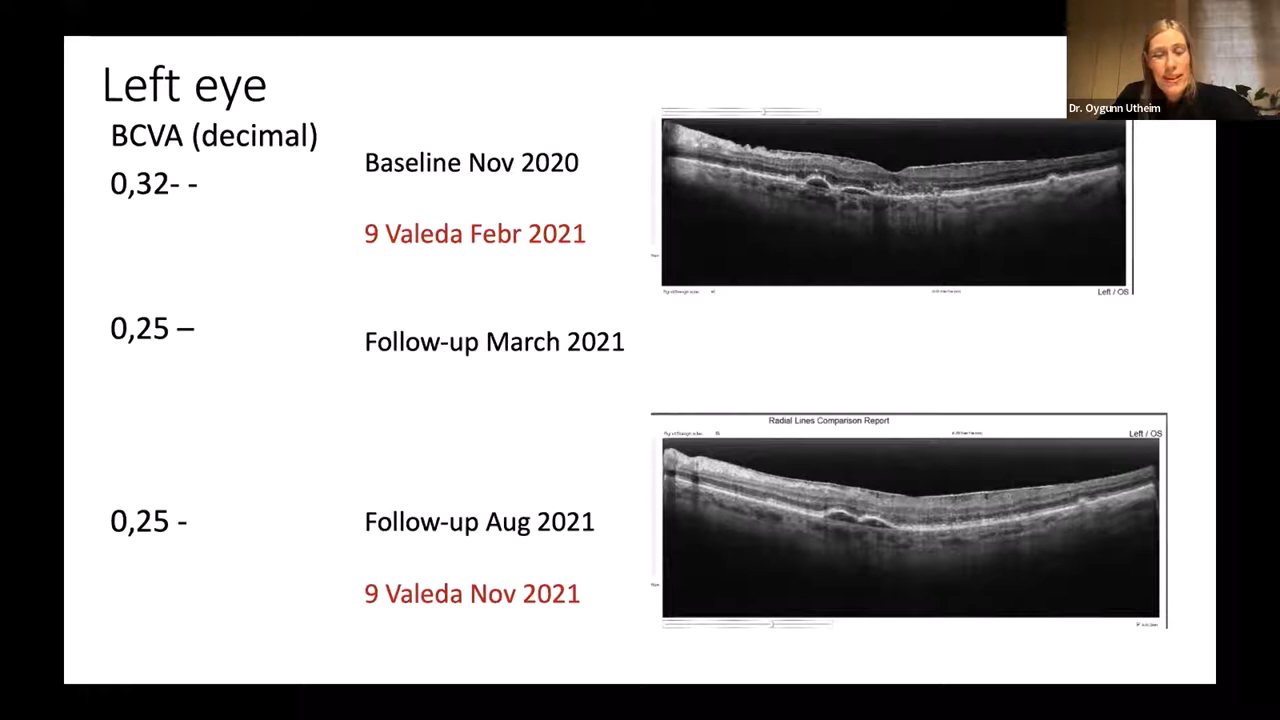 Left eye
BCVA (decimal)
0,32- -
Baseline Nov 2020
9 Valeda Febr 2021
0,25 –
Follow-up March 2021
0,25 -
Follow-up Aug 2021
9 Valeda Nov 2021
Dr. Oygunn Utheim
Left / OS
Radial Lines Comparison Report
Left / OS